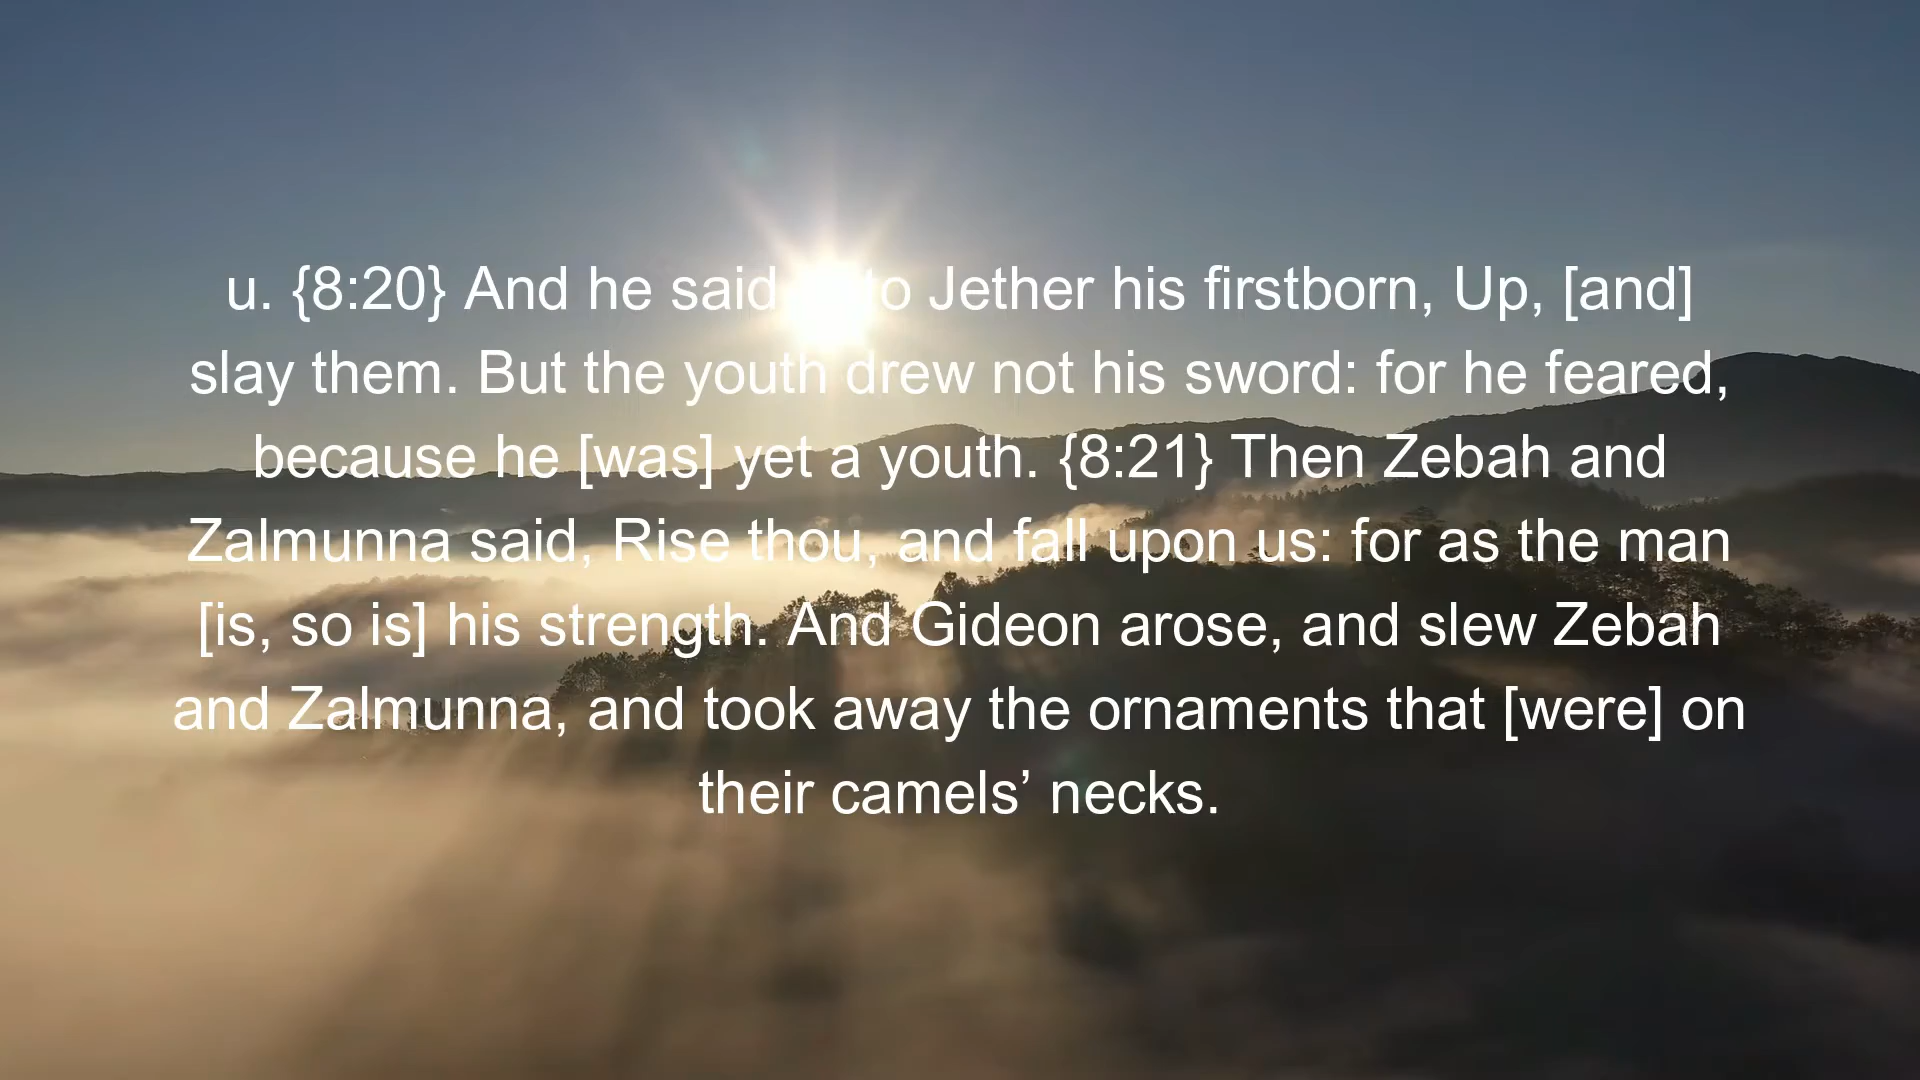 u. {8:20} And he said to Jether his firstborn, Up, [and]
slay them. But the youth drew not his sword: for he feared,
because he [was] yet a youth. {8:21} Then Zebah and
Zalmunna said, Rise thou, and fall upon us: for as the man
[is, so is] his strength. And Gideon arose, and slew Zebah
and Zalmunna, and took away the ornaments that [were] on
their camels’ necks.